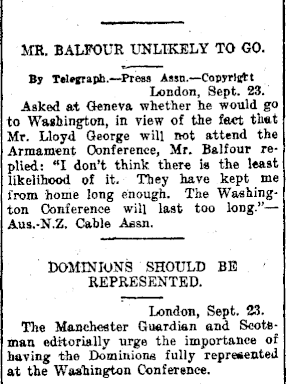 MR. BALFOUR UNLIKELY TO GO.
By Telegraph.—Press Assn.—Copyright
London, Sept. 23.
Asked at Geneva whether he would go
to Washington, in view of the fact that
Mr. Lloyd George will not attend the
Armament Conference, Mr. Balfour re-
plied: "I don't think there is the least
likelihood of it. They have kept me
from home long enough. The Washing-
ton Conference will last too long."—
Aus.-N.Z. Cable Assn.
DOMINIONS SHOULD BE
REPRESENTED.
London, Sept. 23.
The Manchester Guardian and Scots-
man editorially urge the importance of
having the Dominions fully represented
at the Washington Conference.